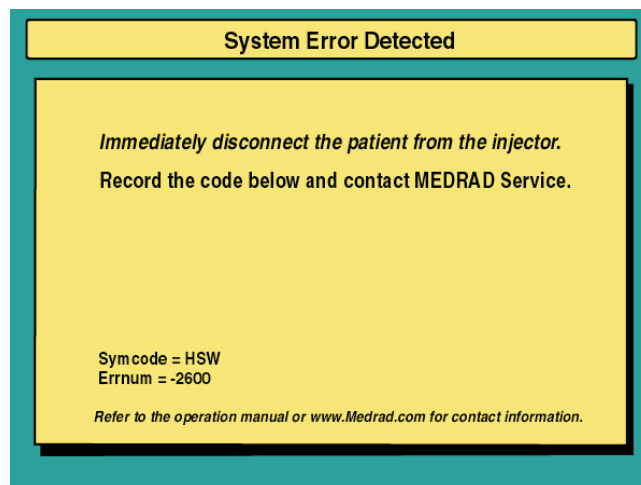 System Error Detected
Immediately disconnect the patient from the injector.
Record the code below and contact MEDRAD Service.
Symcode = HSW
Errnum = -2600
Refer to the operation manual or www.Medrad.com for contact information.